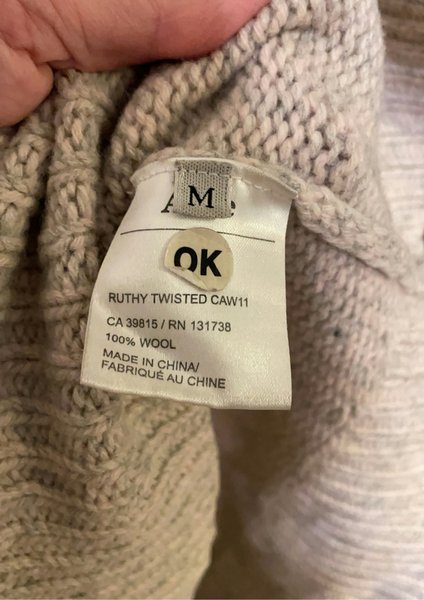 M
OK
RUTHY TWISTED CAW11
CA 39815 / RN 131738
100% WOOL
MADE IN CHINA/
FABRIQUÉ AU CHINE